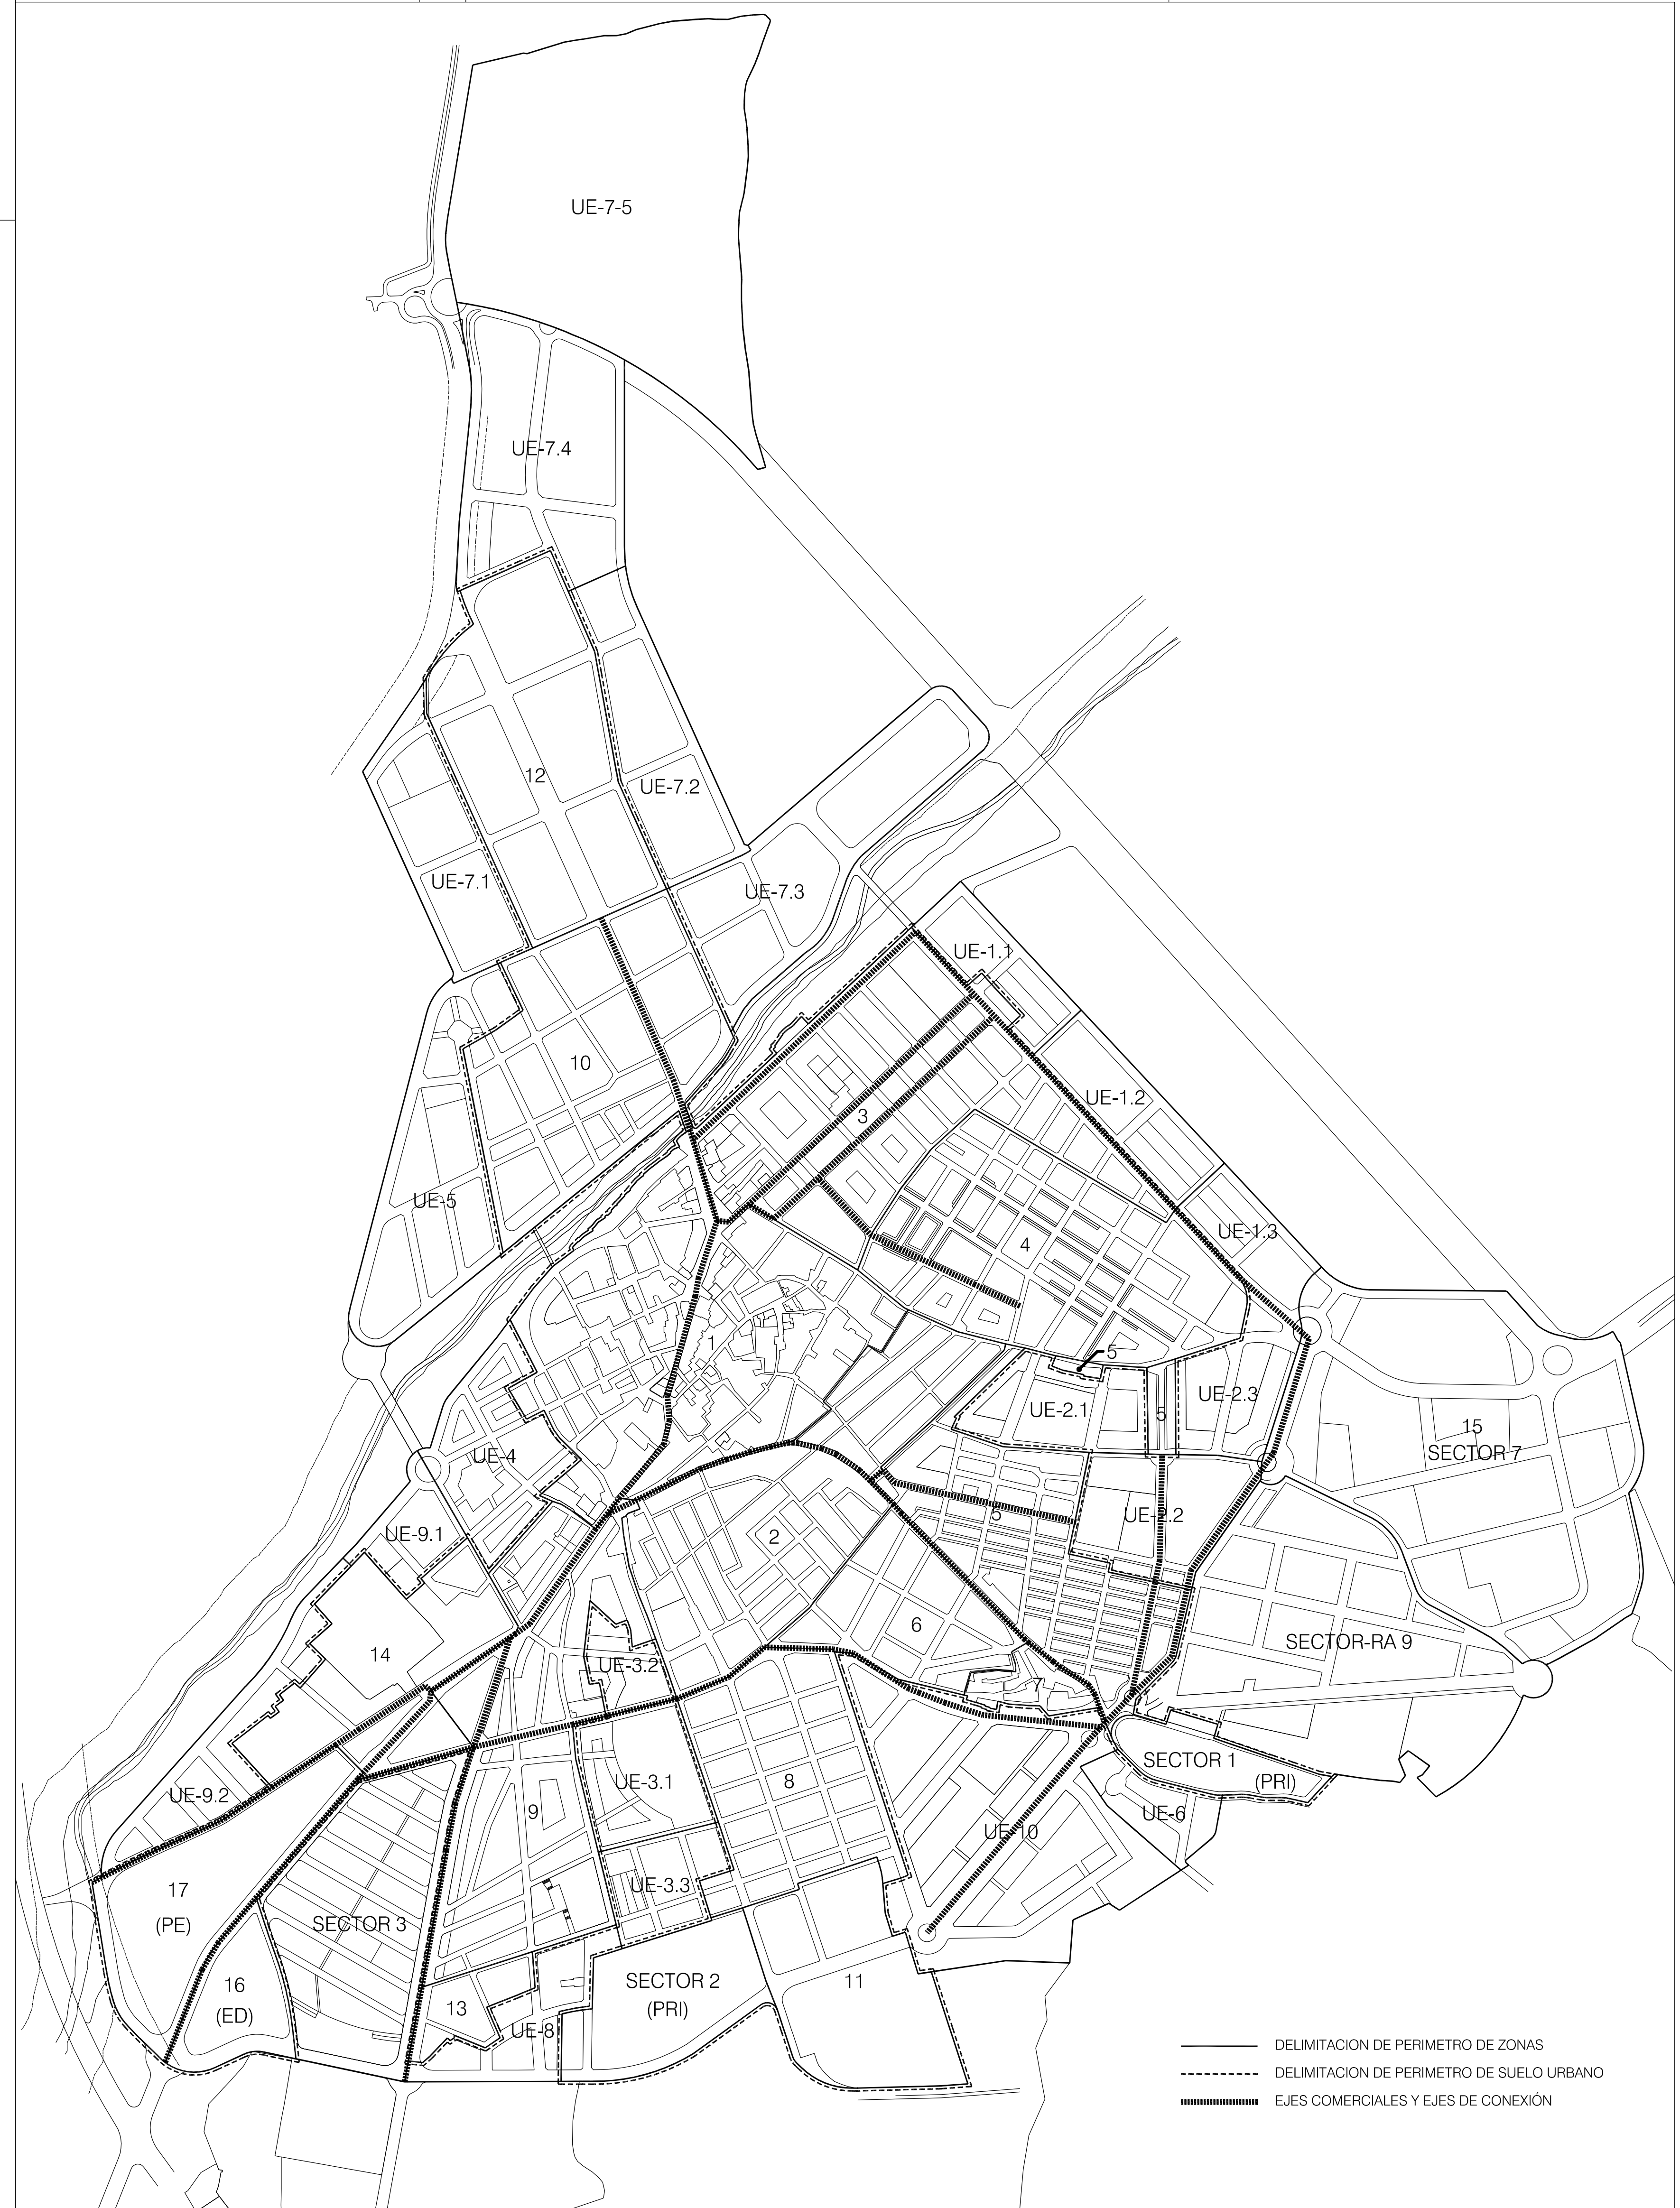 UE-7-5
UE-7.4
12
UE-7.2
UE-7.1
UE-7.3
UE-1.1
10
UE-1.2
3
UE-5
UE-1.3
4
1
5
UE-2.3
UE-2.1
5
15
SECTOR 7
UE-4
5
UE-2.2
UE-9.1
2
6
SECTOR-RA 9
14
UE-3.2
7
SECTOR 1
(PRI)
UE-3.1
8
UE-9.2
9
UE-6
UE-10
UE-3.3
17
(PE)
SECTOR 3
16
(ED)
SECTOR 2
(PRI)
11
13
UE-8
DELIMITACION DE PERIMETRO DE ZONAS
DELIMITACION DE PERIMETRO DE SUELO URBANO
EJES COMERCIALES Y EJES DE CONEXIÓN